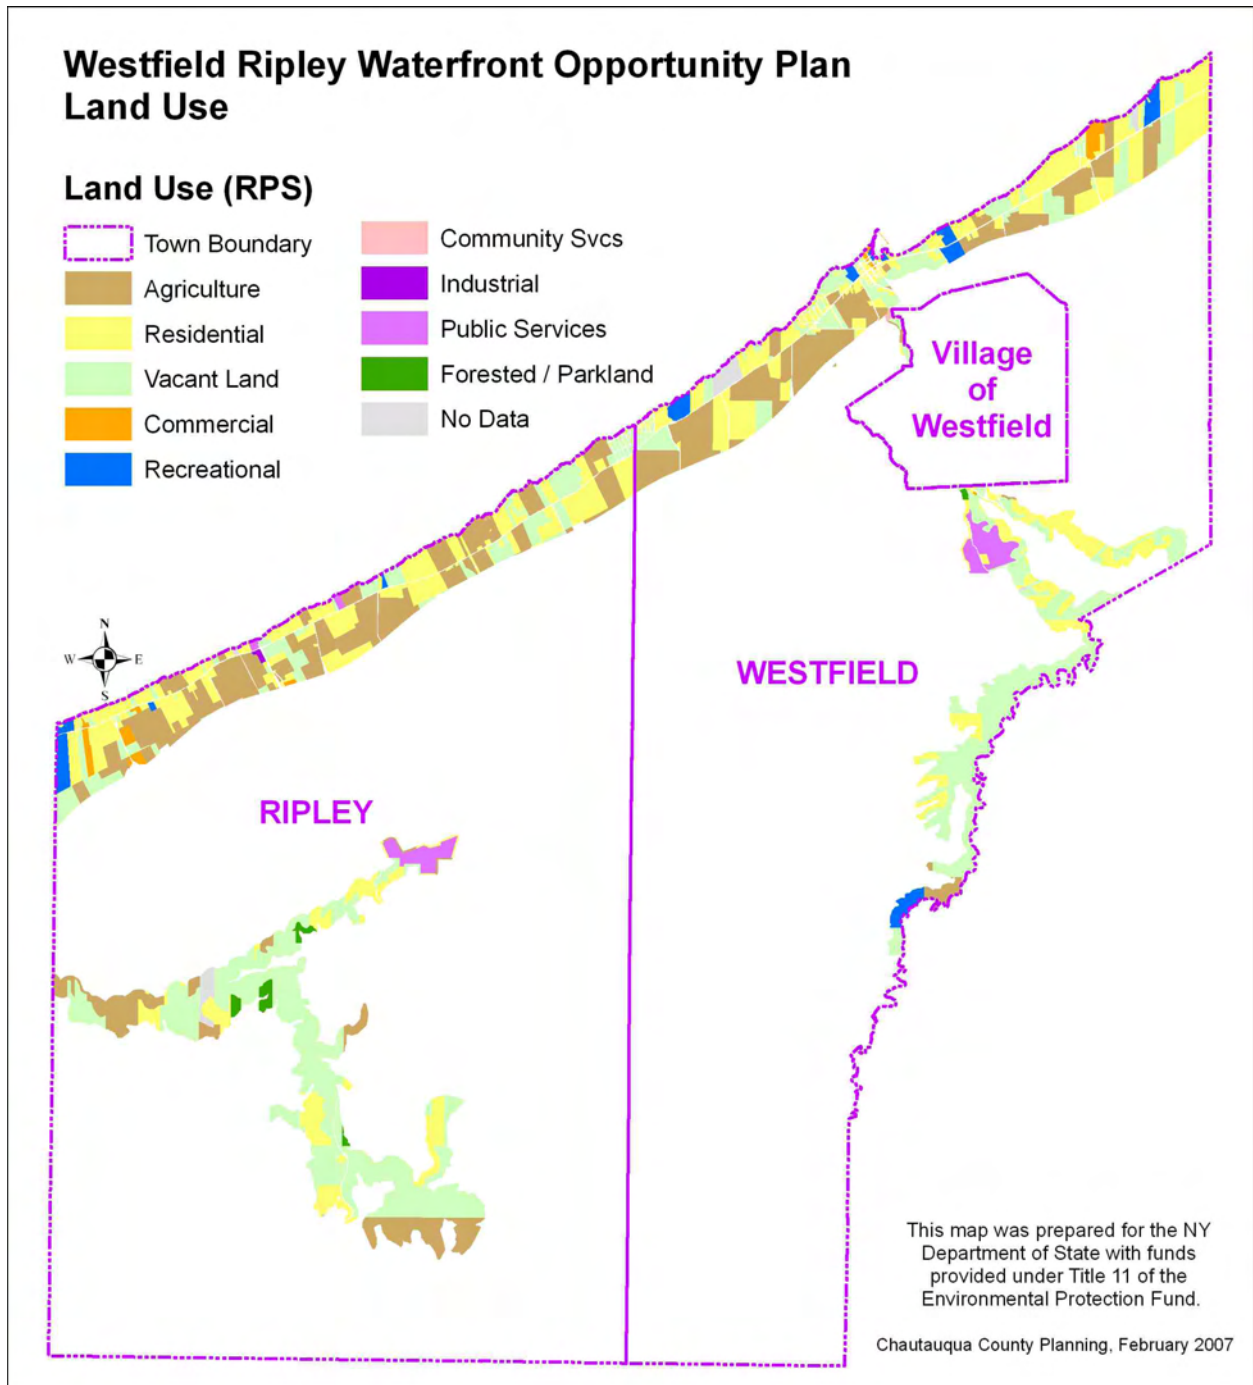 Westfield Ripley Waterfront Opportunity Plan
Land Use
Land Use (RPS)
Town Boundary
Agriculture
Residential
Vacant Land
Commercial
Recreational
Community Svcs
Industrial
Public Services
Forested / Parkland
No Data
Village
of
Westfield
N
W
E
S
WESTFIELD
RIPLEY
This map was prepared for the NY
Department of State with funds
provided under Title 11 of the
Environmental Protection Fund.
Chautauqua County Planning, February 2007